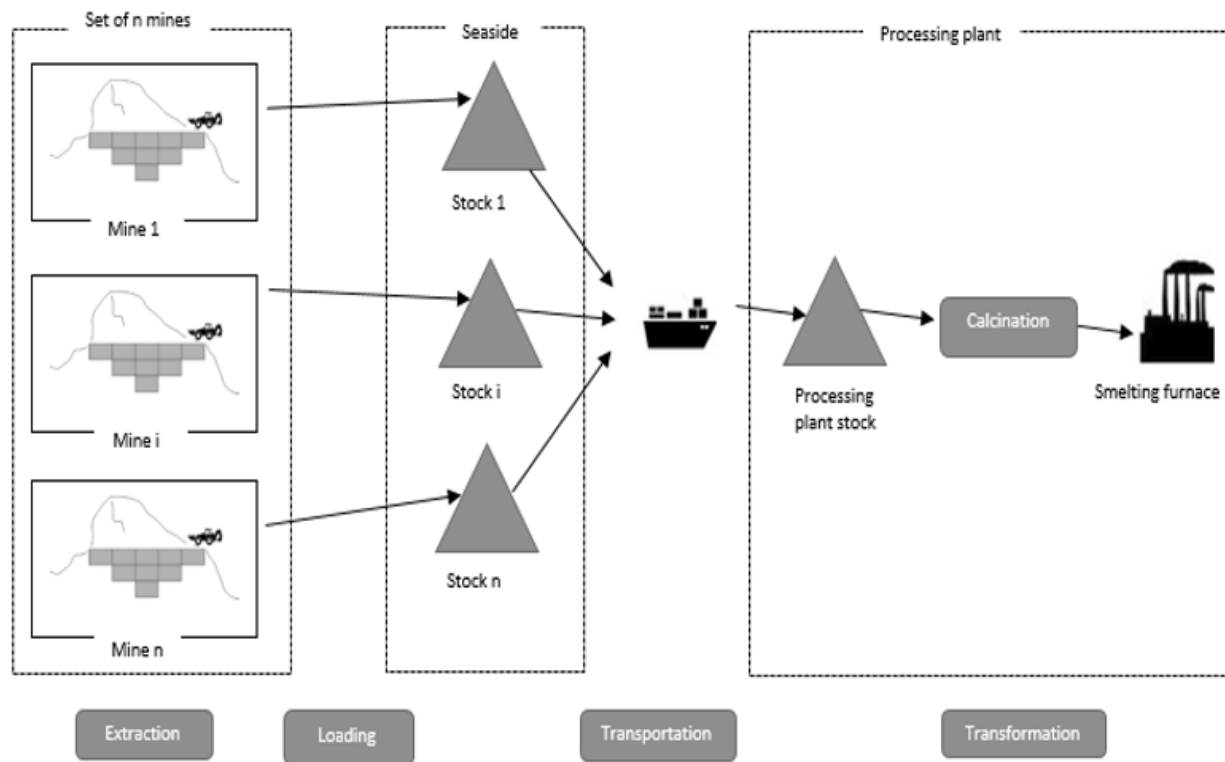 Set of n mines
Seaside
Processing plant
Mine 1
Stock 1
Mine i
Stock i
Mine n
Stock n
Processing
plant stock
Calcination
Smelting furnace
Extraction
Loading
Transportation
Transformation